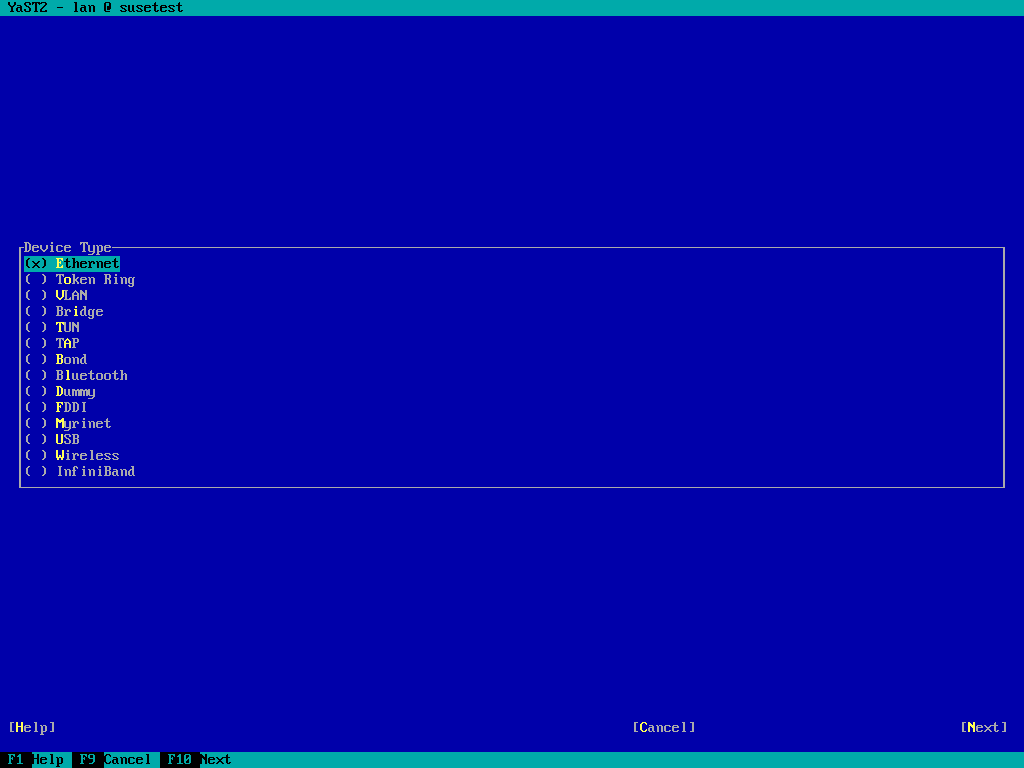 YaST2 - lan @ susetest
Device Type
(x) Ethernet
( ) Token Ring
( ) VLAN
( ) Bridge
( ) TUN
( ) TAP
( ) Bond
( ) Bluetooth
( ) Dummy
( ) FDDI
( ) Myrinet
( ) USB
( ) Wireless
( ) InfiniBand
[Help] [Cancel] [Next]
F1 Help F9 Cancel F10 Next